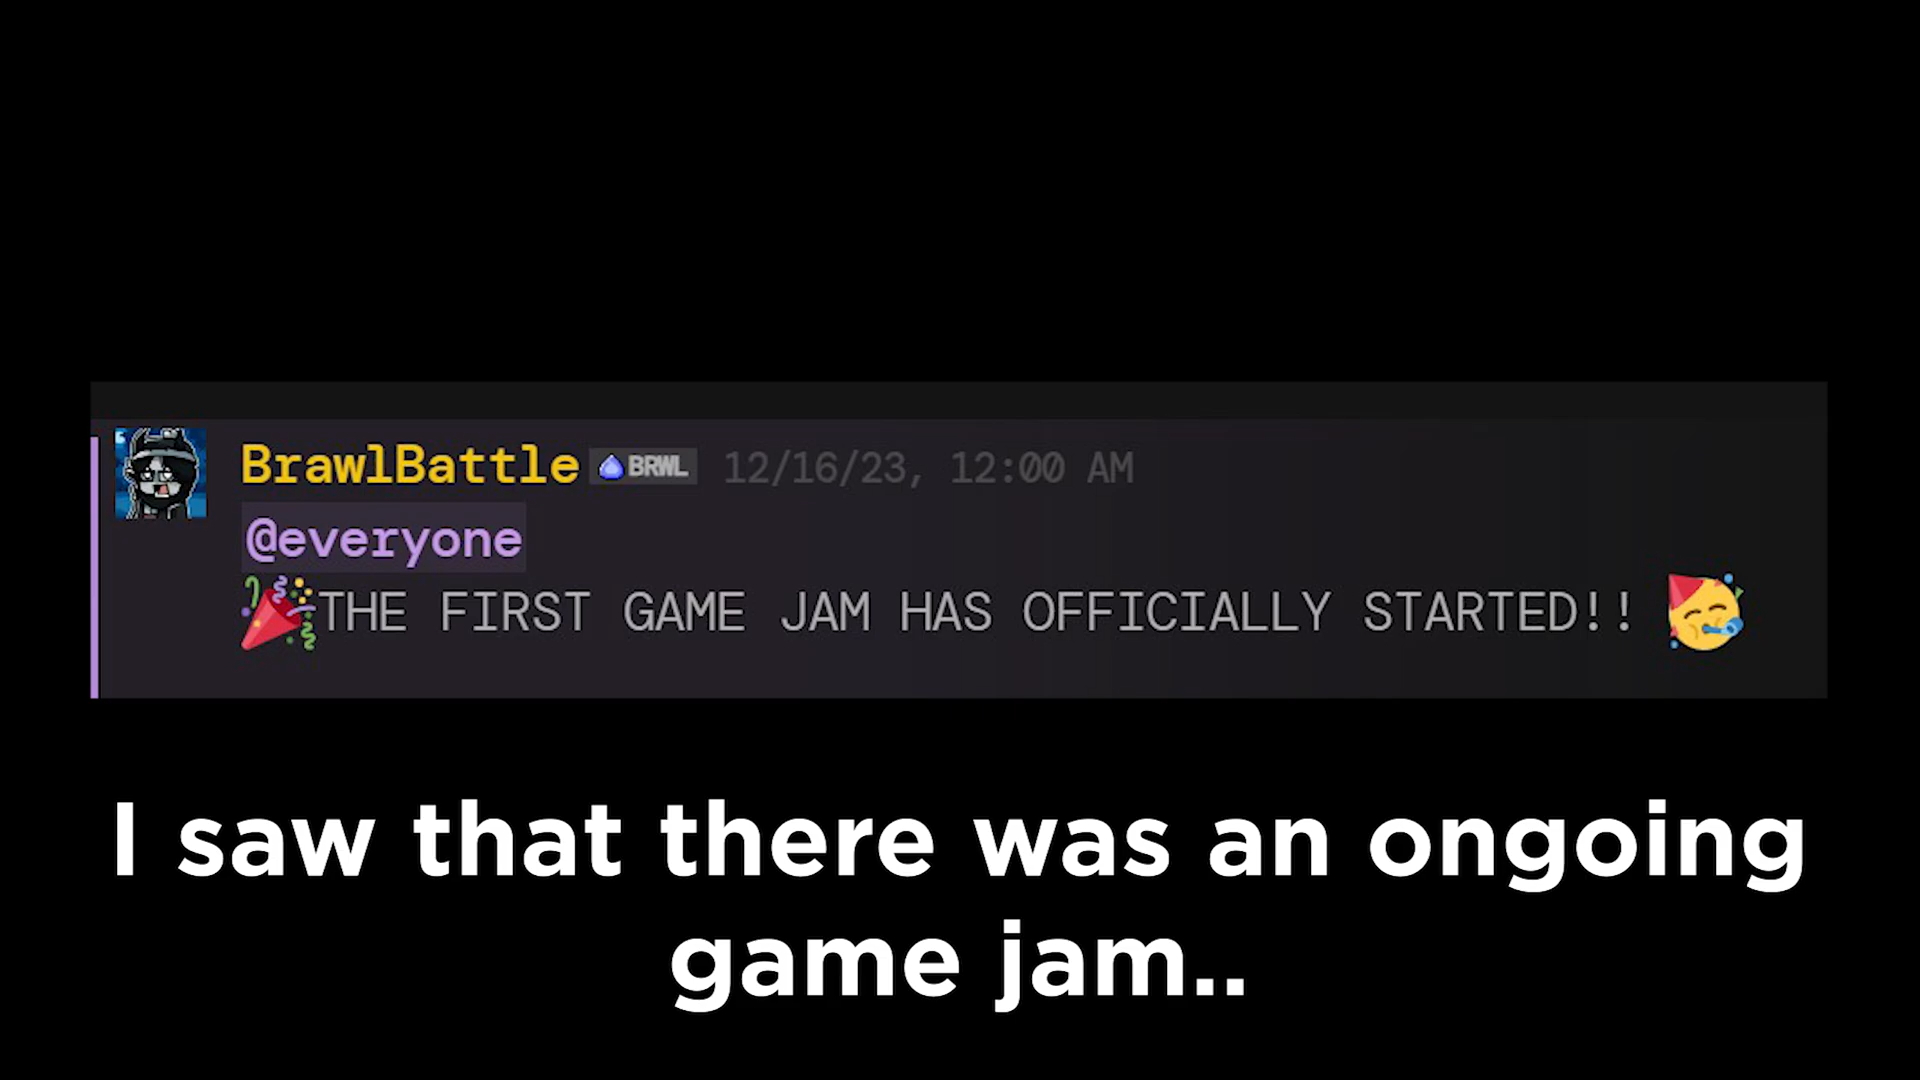 BrawlBattle BRWL 12/16/23, 12:00 AM
@everyone
🎉THE FIRST GAME JAM HAS OFFICIALLY STARTED!! 🥳
I saw that there was an ongoing
game jam..